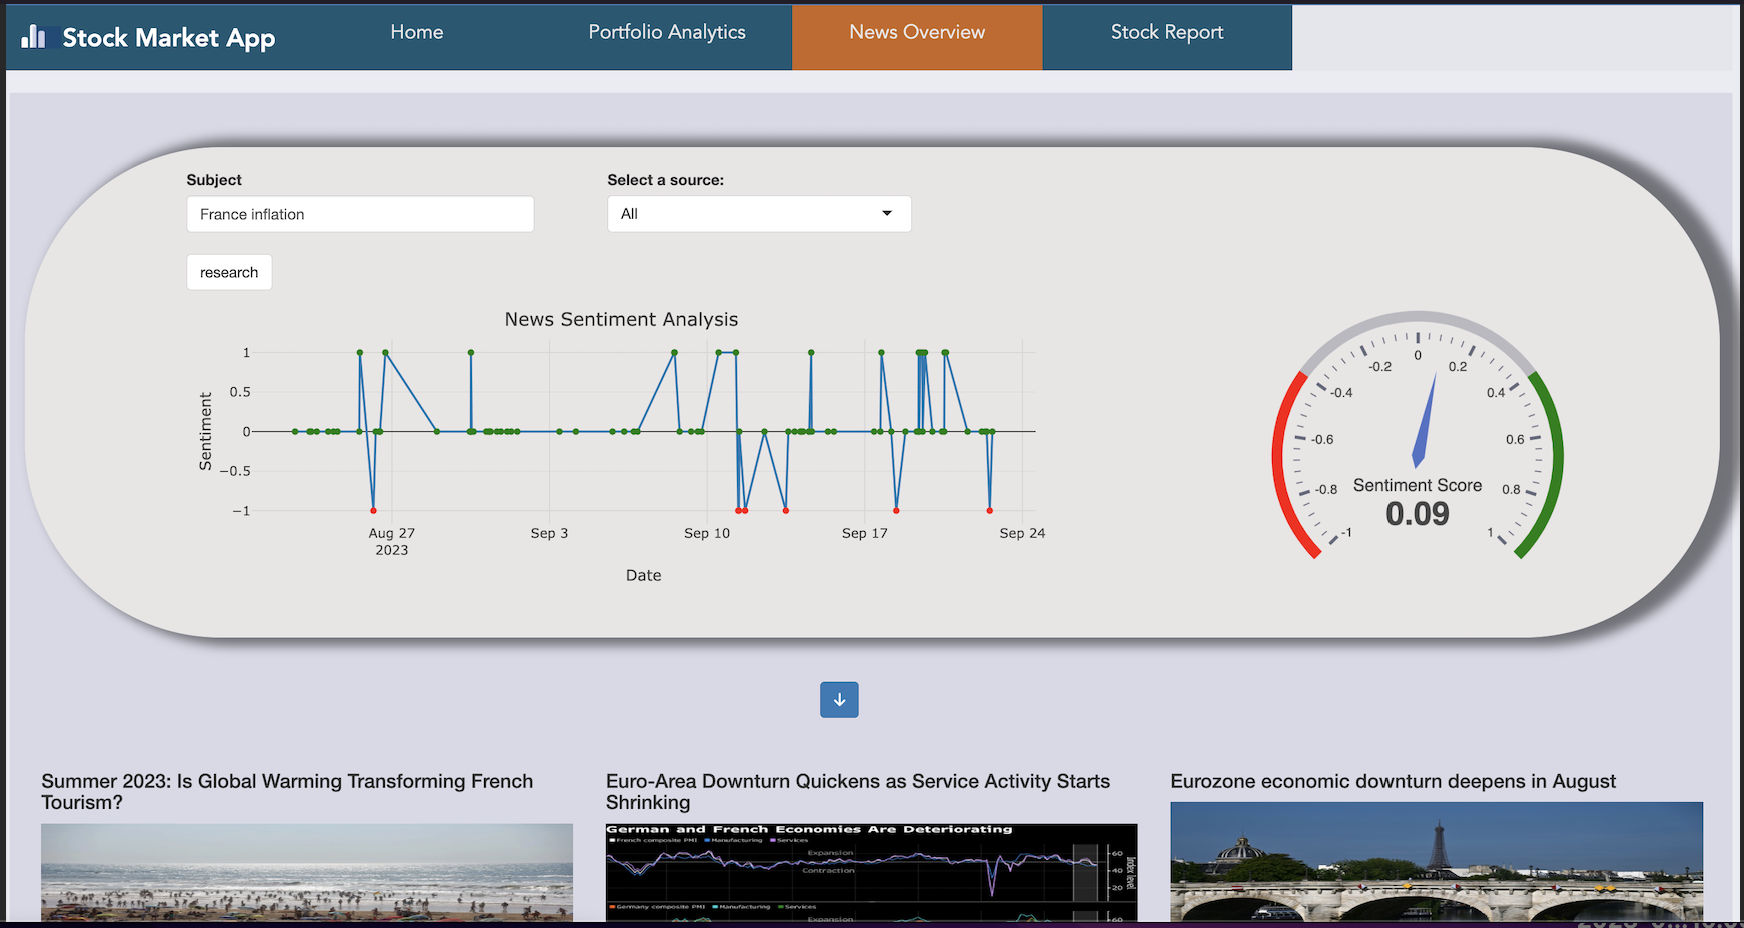 Stock Market App
Home
Portfolio Analytics
News Overview
Stock Report
Subject
Select a source:
France inflation
All
research
News Sentiment Analysis
1
0.5
0
−0.5
−1
Sentiment
Aug 27
2023
Sep 3
Sep 10
Sep 17
Sep 24
Date
-1
-0.8
-0.6
-0.4
-0.2
0
0.2
0.4
0.6
0.8
1
Sentiment Score
0.09
Summer 2023: Is Global Warming Transforming French
Tourism?
Euro-Area Downturn Quickens as Service Activity Starts
Shrinking
Eurozone economic downturn deepens in August
German and French Economies Are Deteriorating
French composite PMI Manufacturing Services
Expansion
Contraction
60
40
20
Index level
Germany composite PMI Manufacturing Services
Expansion
60